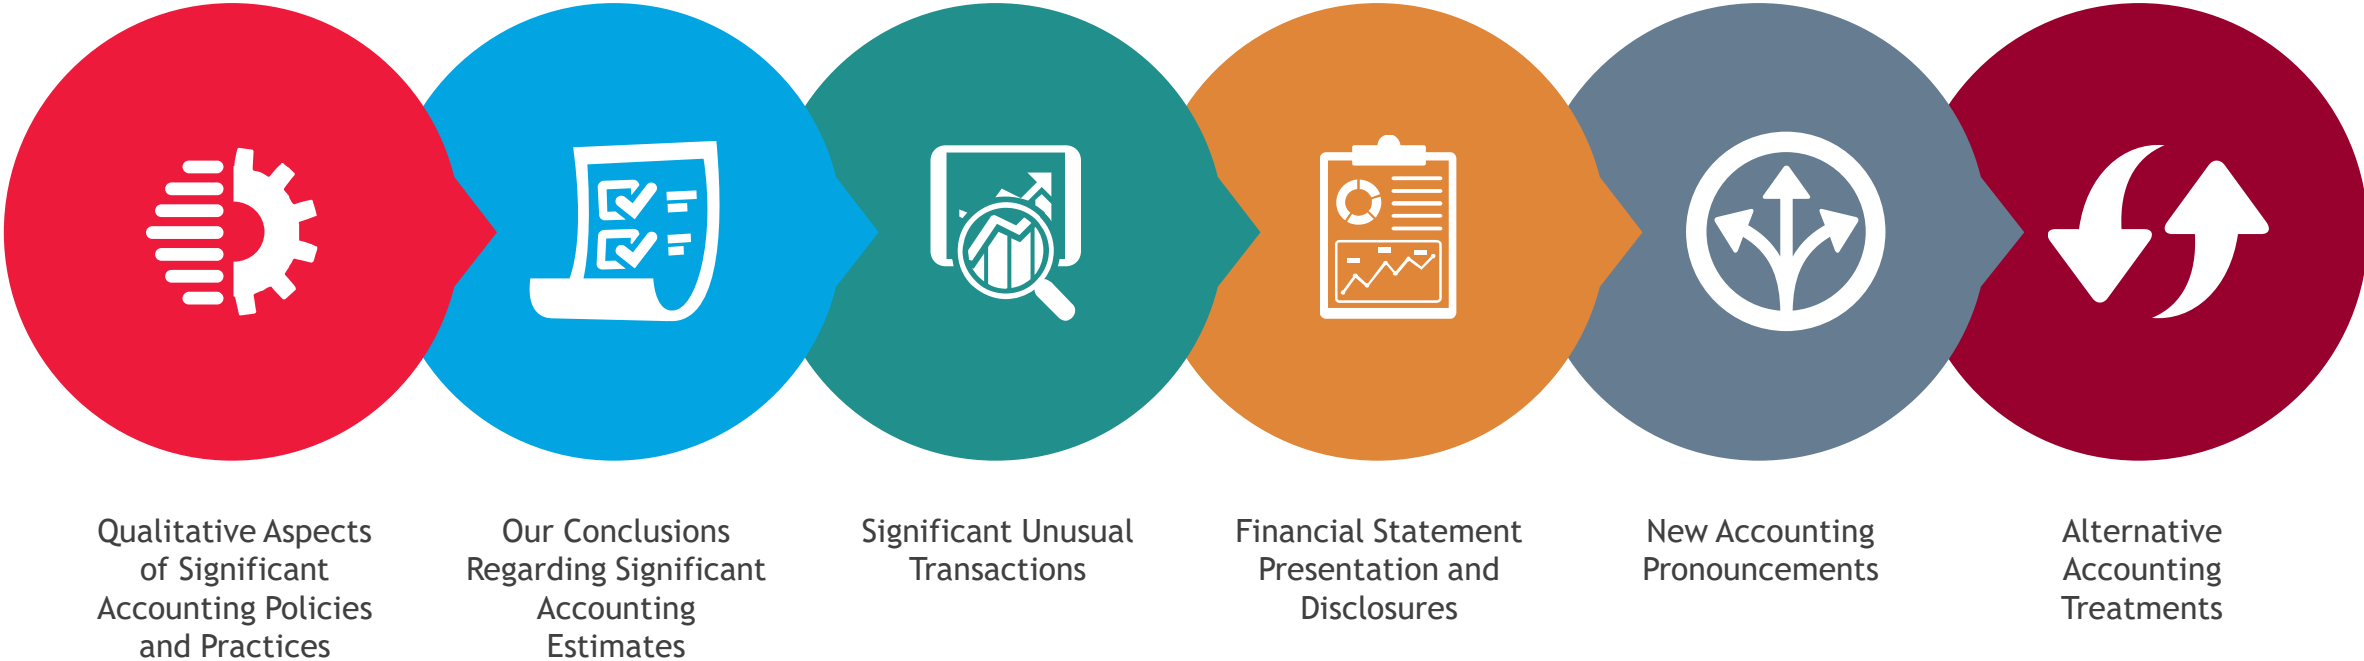 Qualitative Aspects
of Significant
Accounting Policies
and Practices
Our Conclusions
Regarding Significant
Accounting
Estimates
Significant Unusual
Transactions
Financial Statement
Presentation and
Disclosures
New Accounting
Pronouncements
Alternative
Accounting
Treatments